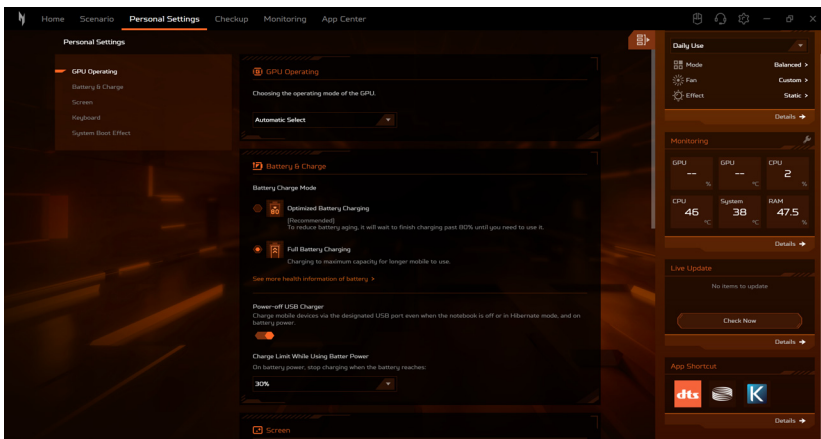 Home Scenario Personal Settings Checkup Monitoring App Center
Personal Settings
GPU Operating
Battery & Charge
Screen
Keyboard
System Boot Effect
GPU Operating
Choosing the operating mode of the GPU.
Automatic Select
Battery & Charge
Battery Charge Mode
80
Optimized Battery Charging
[Recommended]
To reduce battery aging, it will wait to finish charging past 80% until you need to use it.
Full Battery Charging
Charging to maximum capacity for longer mobile to use.
See more health information of battery >
Power-off USB Charger
Charge mobile devices via the designated USB port even when the notebook is off or in Hibernate mode, and on
battery power.
Charge Limit While Using Batter Power
On battery power, stop charging when the battery reaches:
30%
Screen
Daily Use
Mode Balanced >
Fan Custom >
Effect Static >
Details →
Monitoring
GPU GPU CPU
-- -- 2
% °C %
CPU System RAM
46 38 47.5
°C °C %
Details →
Live Update
No items to update
Check Now
Details →
App Shortcut
dts K
Details →